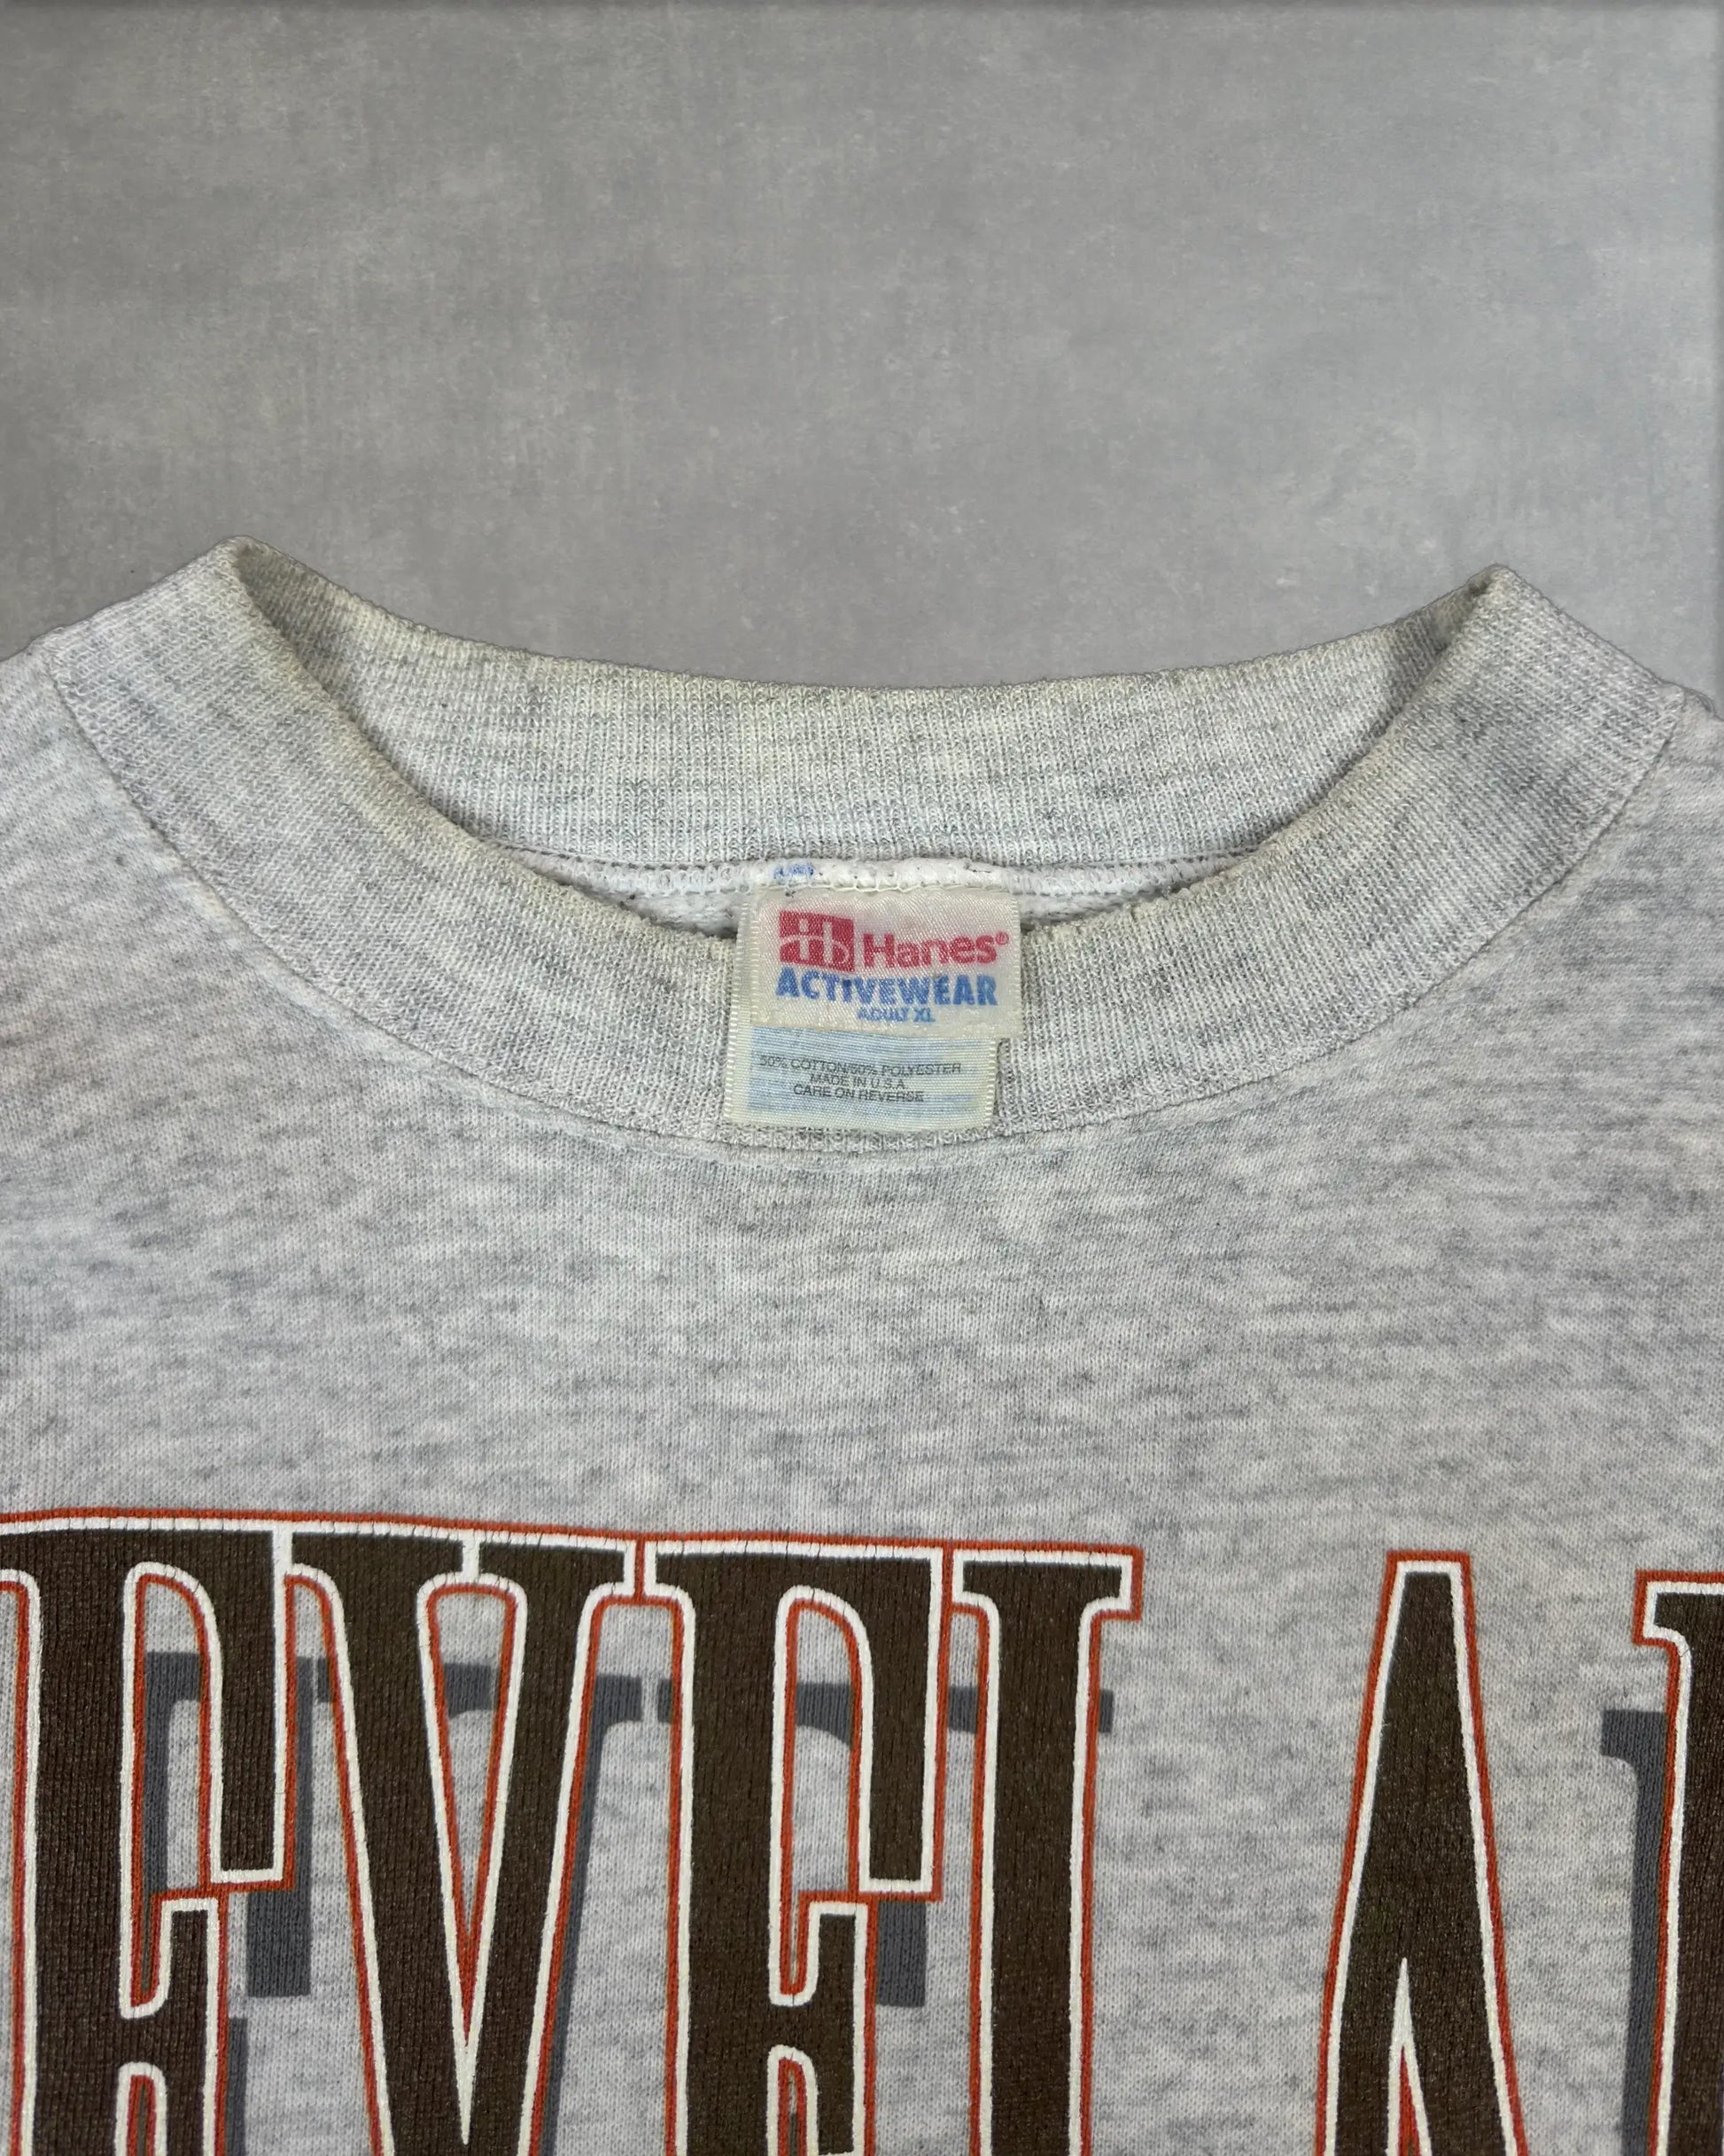 Hanes®
ACTIVEWEAR
ADULT XL
50% COTTON/50% POLYESTER
MADE IN U.S.A.
CARE ON REVERSE
EVELA